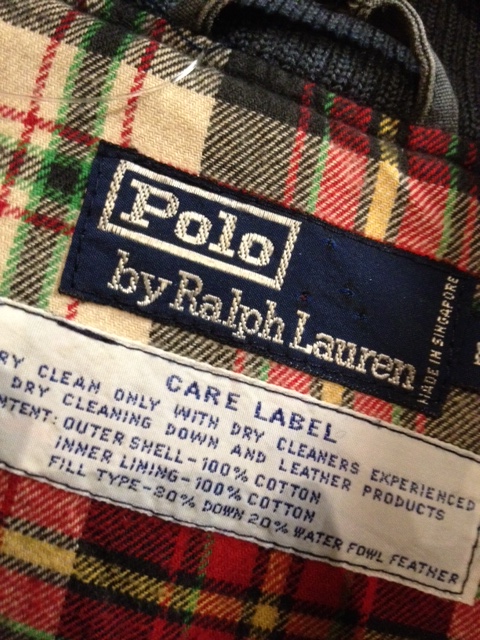 Polo
by Ralph Lauren
MADE IN SINGAPORE
CARE LABEL
RY CLEAN ONLY WITH DRY CLEANERS EXPERIENCED
DRY CLEANING DOWN AND LEATHER PRODUCTS
NTENT: OUTER SHELL-100% COTTON
INNER LINING-100% COTTON
FILL TYPE-80% DOWN 20% WATER FOWL FEATHER